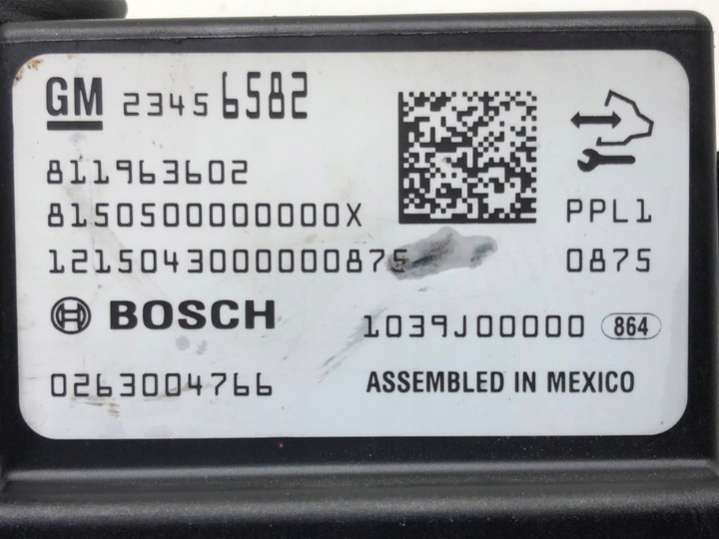 GM 23456582
811963602
8150500000000X PPL1
1215043000000875 0875
BOSCH 1039J00000 864
0263004766 ASSEMBLED IN MEXICO